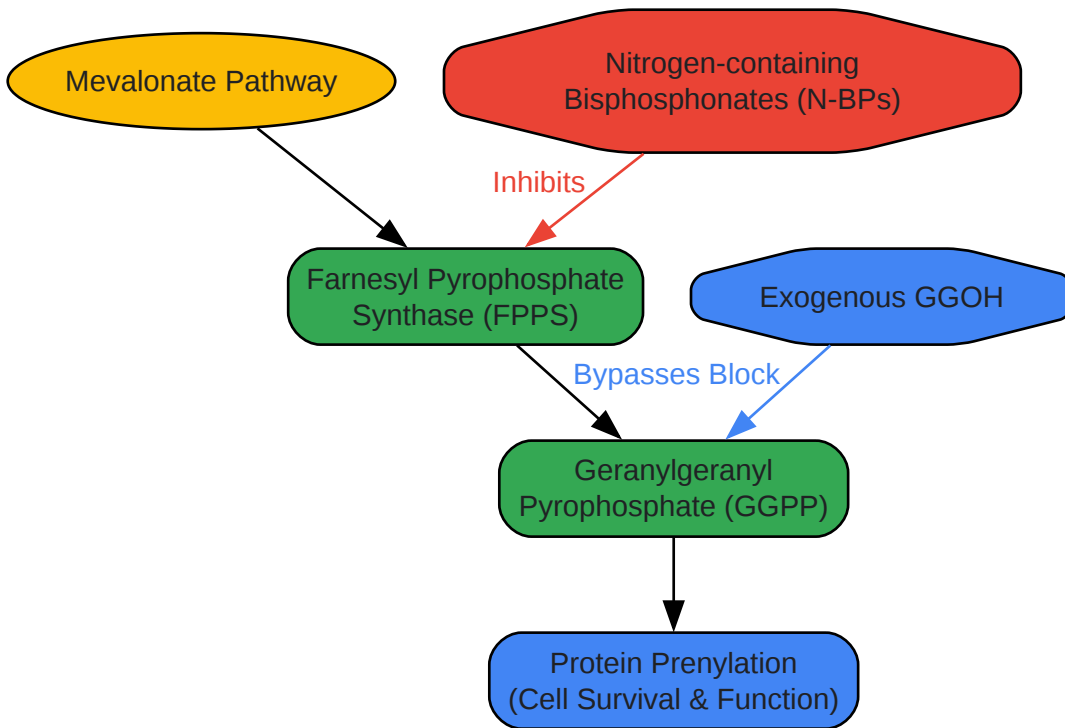 Mevalonate Pathway
Nitrogen-containing
Bisphosphonates (N-BPs)
Inhibits
Farnesyl Pyrophosphate
Synthase (FPPS)
Exogenous GGOH
Bypasses Block
Geranylgeranyl
Pyrophosphate (GGPP)
Protein Prenylation
(Cell Survival & Function)